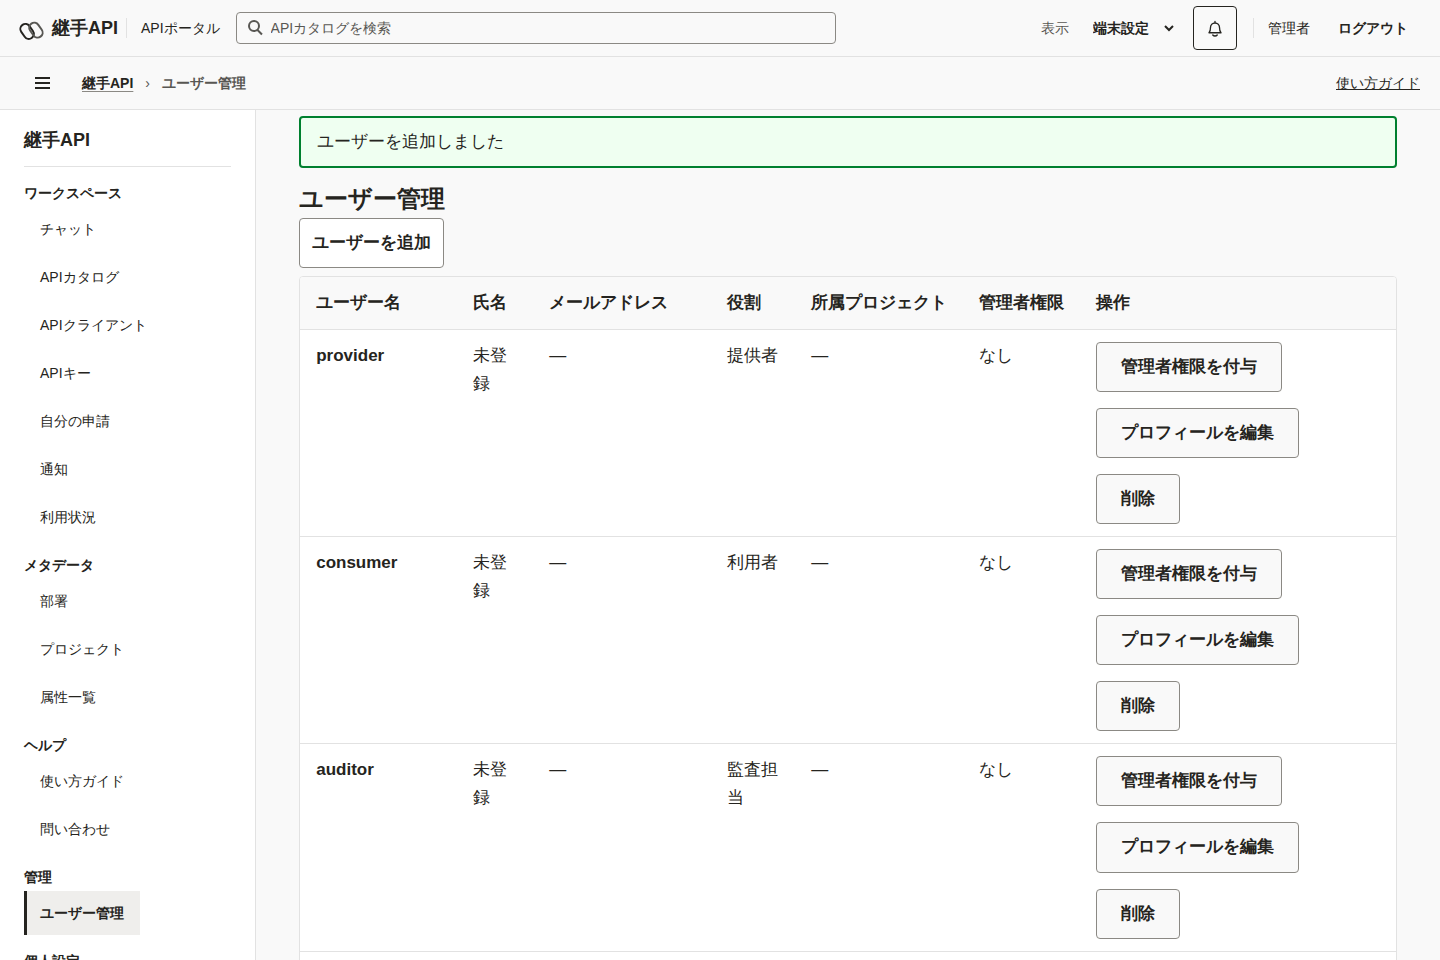 継手API
APIポータル
APIカタログを検索
表示
端末設定
管理者
ログアウト
継手API › ユーザー管理
使い方ガイド
継手API
ワークスペース
チャット
APIカタログ
APIクライアント
APIキー
自分の申請
通知
利用状況
メタデータ
部署
プロジェクト
属性一覧
ヘルプ
使い方ガイド
問い合わせ
管理
ユーザー管理
個人設定
ユーザーを追加しました
ユーザー管理
ユーザーを追加
ユーザー名 氏名 メールアドレス 役割 所属プロジェクト 管理者権限 操作
provider 未登録 — 提供者 — なし 管理者権限を付与
プロフィールを編集
削除
consumer 未登録 — 利用者 — なし 管理者権限を付与
プロフィールを編集
削除
auditor 未登録 — 監査担当 — なし 管理者権限を付与
プロフィールを編集
削除